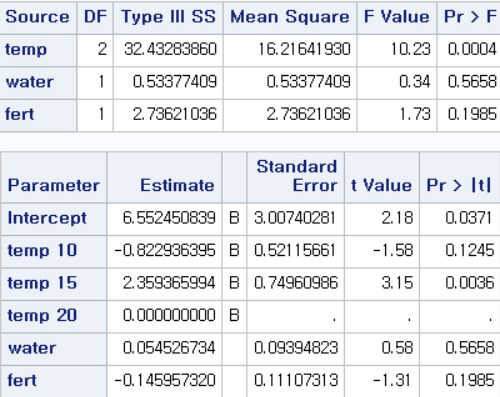 Source DF Type III SS Mean Square F Value Pr > F
temp 2 32.43283860 16.21641930 10.23 0.0004
water 1 0.53377409 0.53377409 0.34 0.5658
fert 1 2.73621036 2.73621036 1.73 0.1985
Parameter Estimate Standard Error t Value Pr > |t|
Intercept 6.552450839 B 3.00740281 2.18 0.0371
temp 10 -0.822936395 B 0.52115661 -1.58 0.1245
temp 15 2.359365994 B 0.74960986 3.15 0.0036
temp 20 0.000000000 B . . .
water 0.054526734 0.09394823 0.58 0.5658
fert -0.145957320 0.11107313 -1.31 0.1985